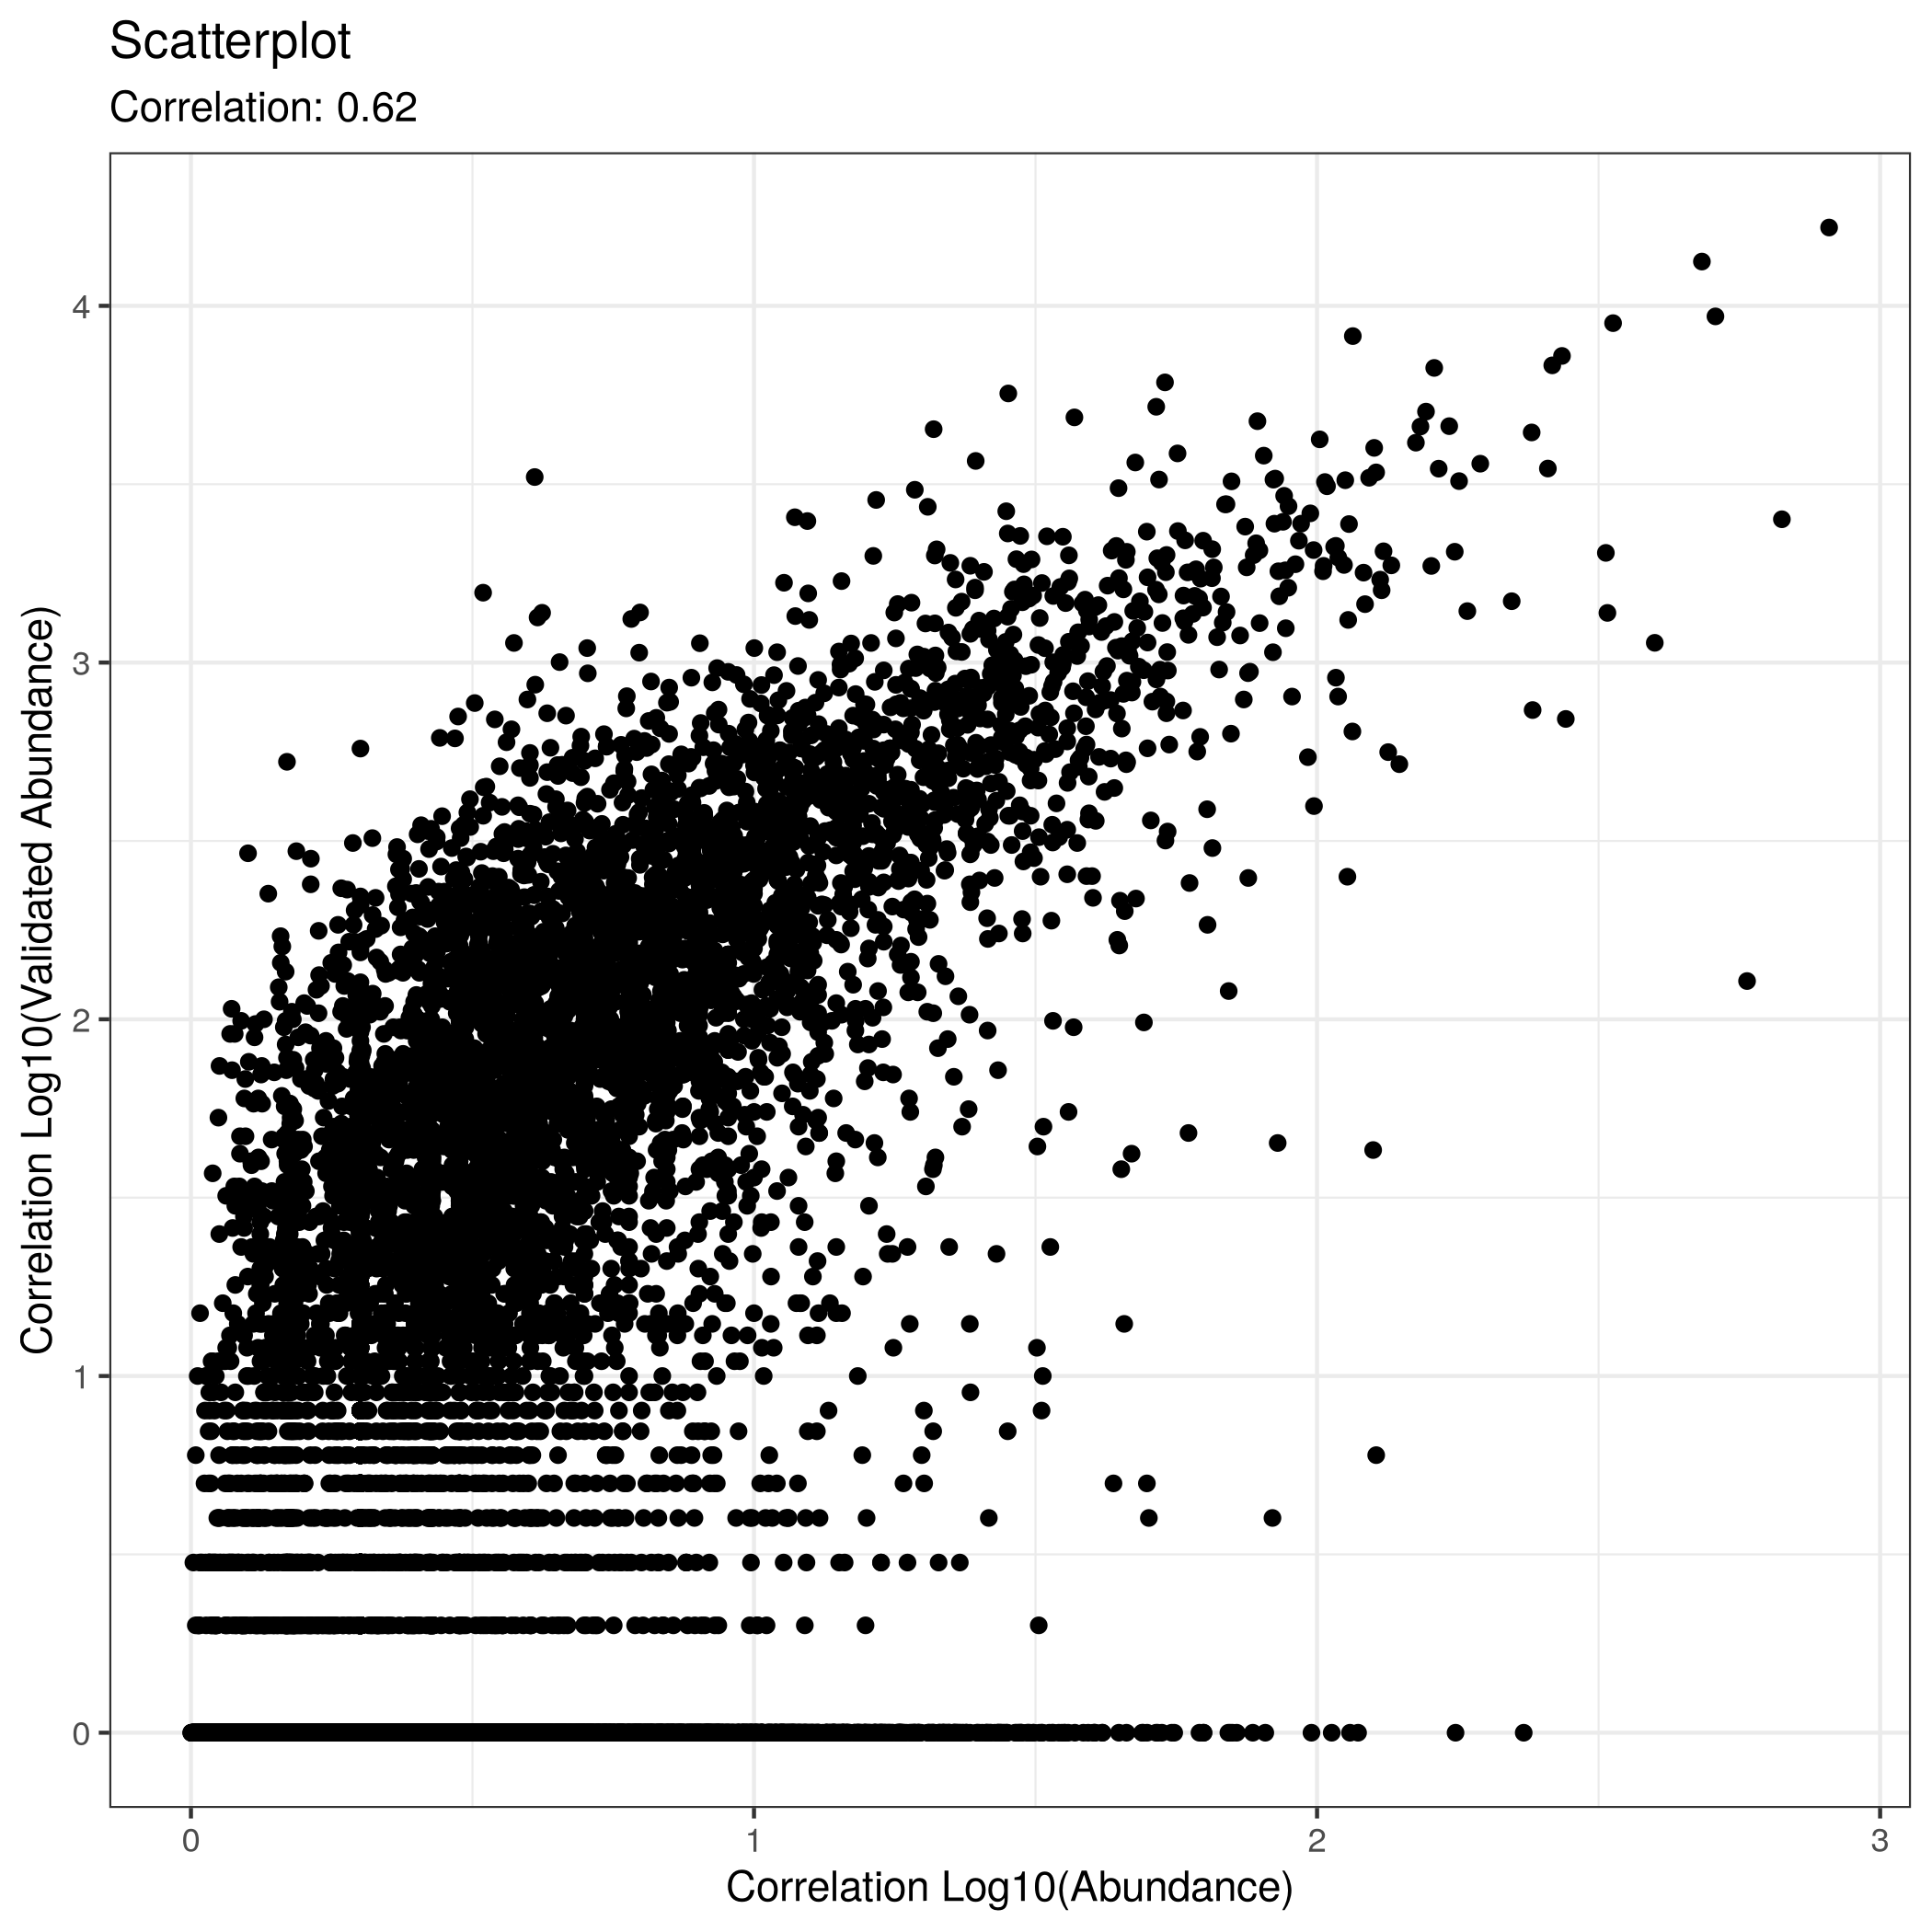 Scatterplot
Correlation: 0.62
Correlation Log10(Validated Abundance)
4
3
2
1
0
0 1 2 3
Correlation Log10(Abundance)